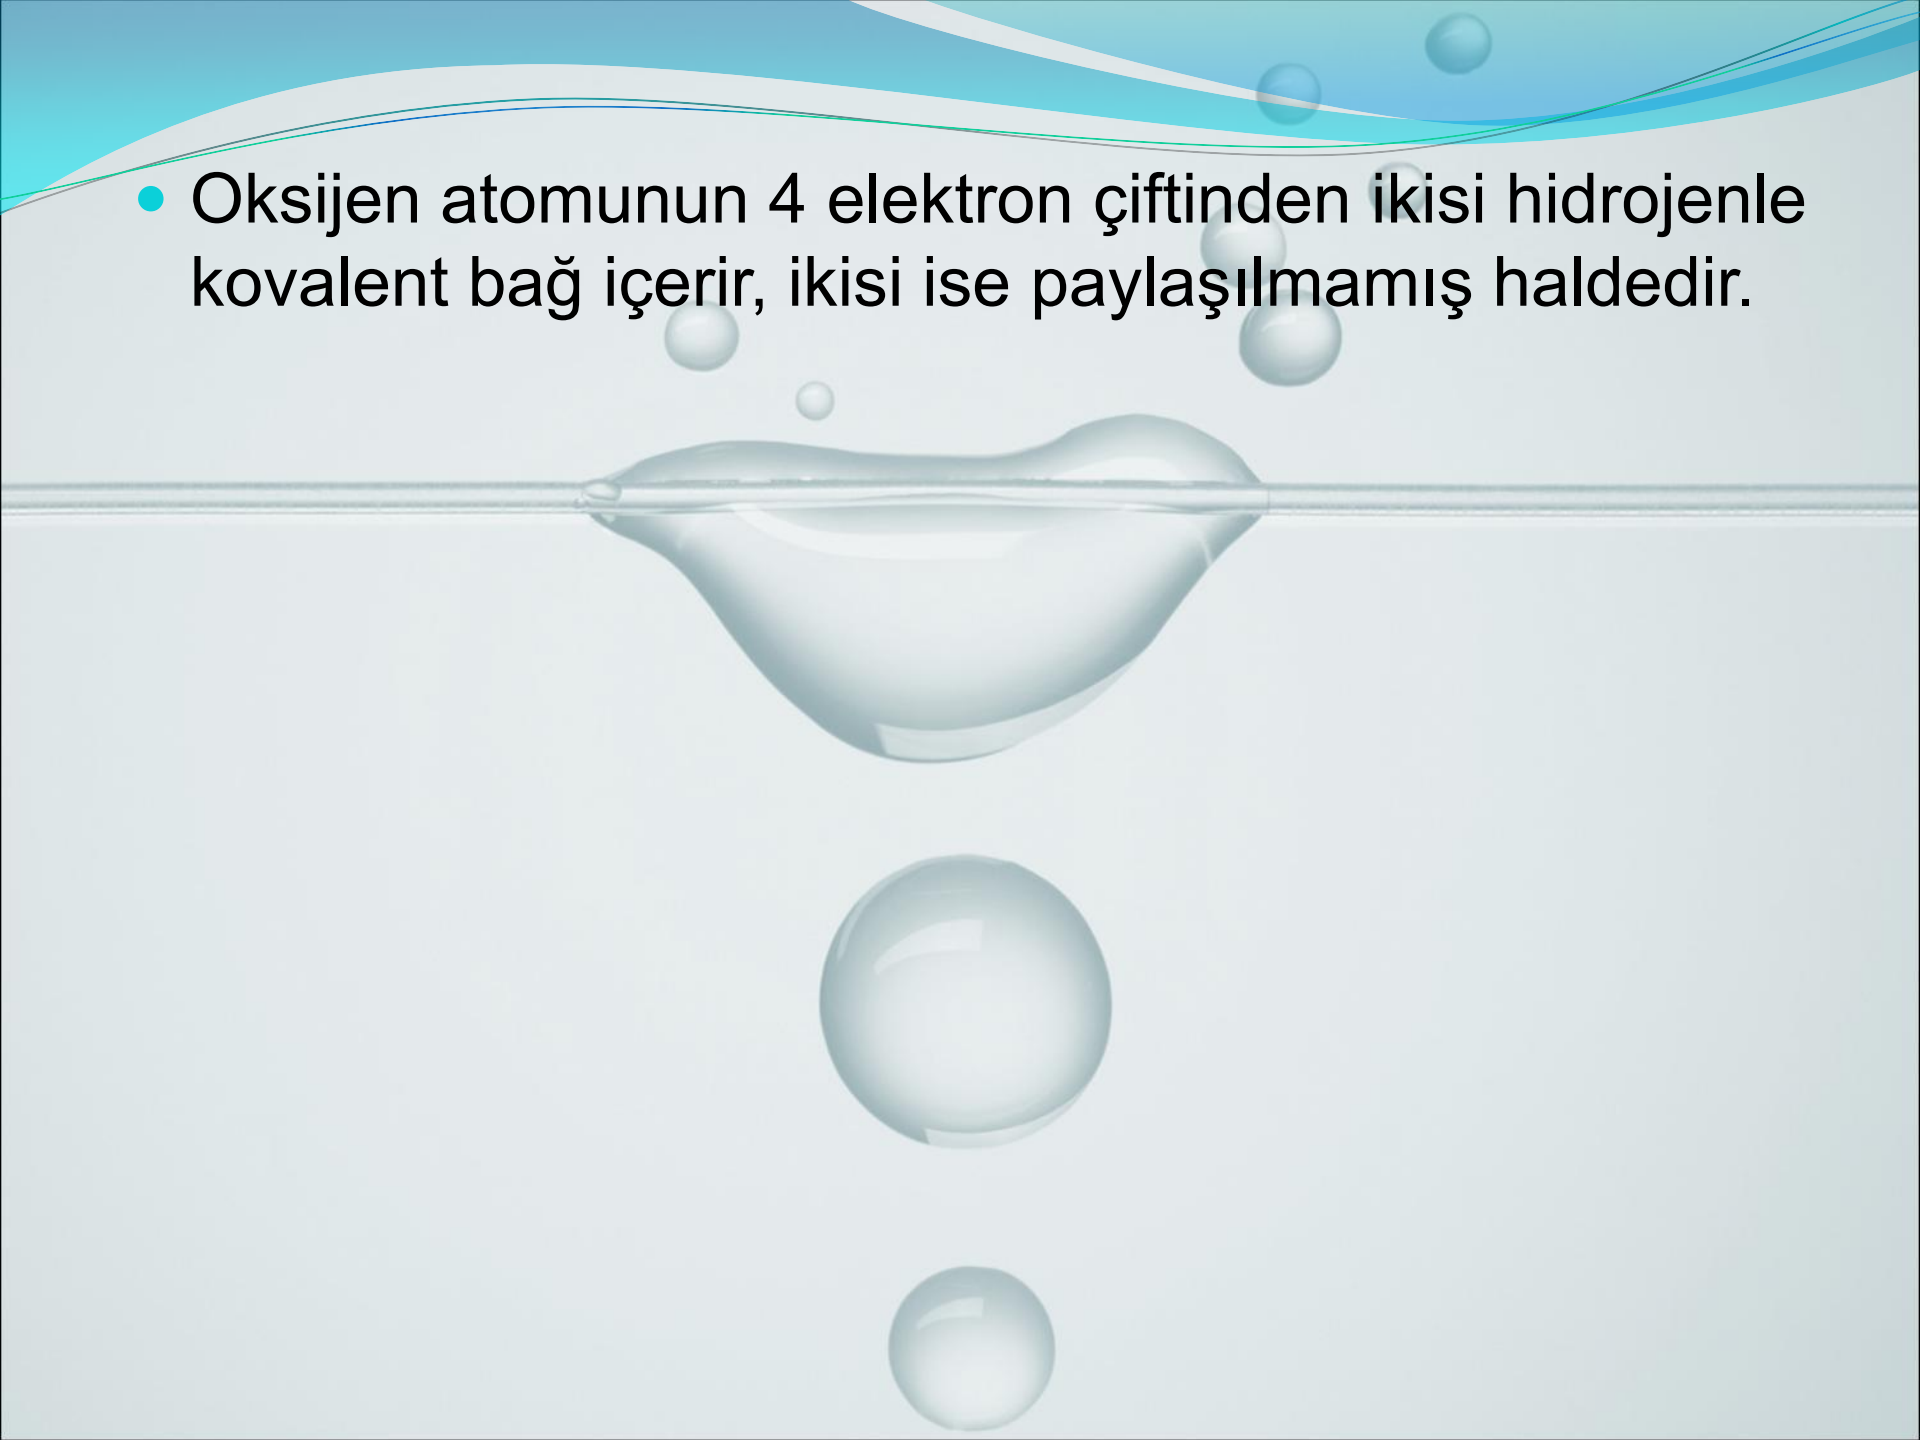 • Oksijen atomunun 4 elektron çiftinden ikisi hidrojenle
kovalent bağ içerir, ikisi ise paylaşılmamış haldedir.